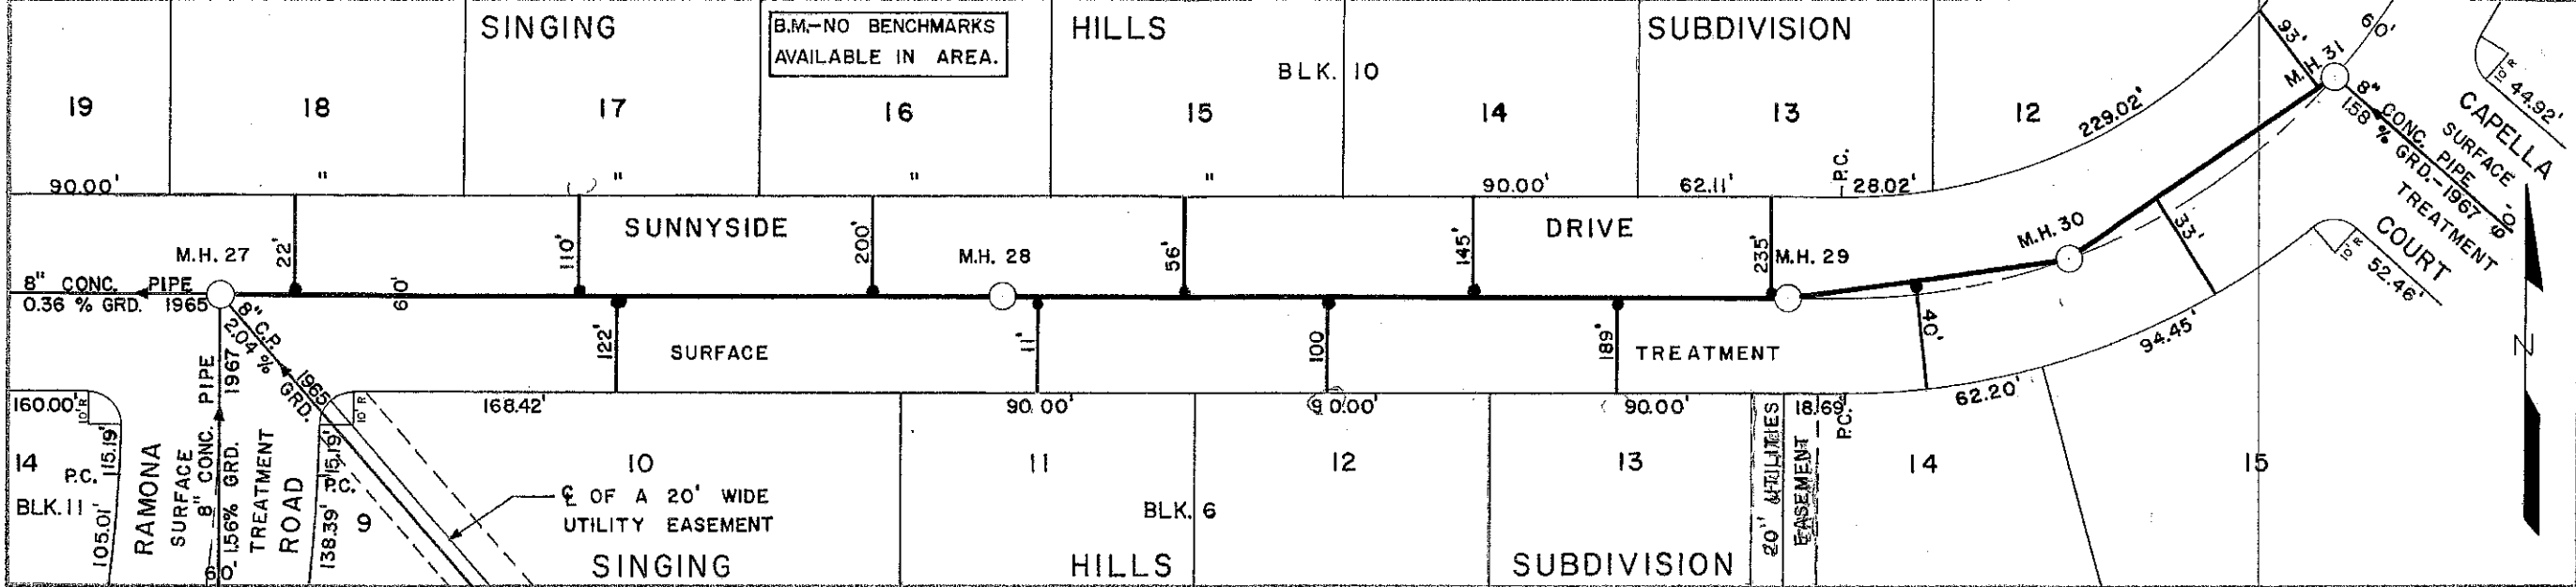 SINGING HILLS SUBDIVISION
B.M.-NO BENCHMARKS
AVAILABLE IN AREA.
BLK. 10
19 18 17 16 15 14 13 12
90.00' " " " " 90.00' 62.11' P.C. 28.02' 229.02'
93'
M.H. 31
60'
10' R
44.92'
CAPELLA
COURT
8" CONC. PIPE
1.58 % GRD.-1967
SURFACE
TREATMENT
60'
10' R
52.46'
SUNNYSIDE DRIVE
M.H. 27 22' 110' 200' M.H. 28 56' 145' 235' M.H. 29 M.H. 30 33'
8" CONC. PIPE
0.36 % GRD. 1965
60'
8" C.P. 1965
2.04 % GRD.
122' 11' 100' 189' 40'
SURFACE TREATMENT
160.00' 10' R 10' R 168.42' 90.00' 90.00' 90.00' 18.69' P.C. 62.20' 94.45'
14 P.C. 115.19'
BLK. 11
105.01'
RAMONA
ROAD
SURFACE
TREATMENT
8" CONC. PIPE 1967
1.56% GRD.
60'
115.19'
P.C.
138.39'
9 10 11 12 13 14 15
℄ OF A 20' WIDE
UTILITY EASEMENT
BLK. 6
20' UTILITIES
EASEMENT
SINGING HILLS SUBDIVISION
N